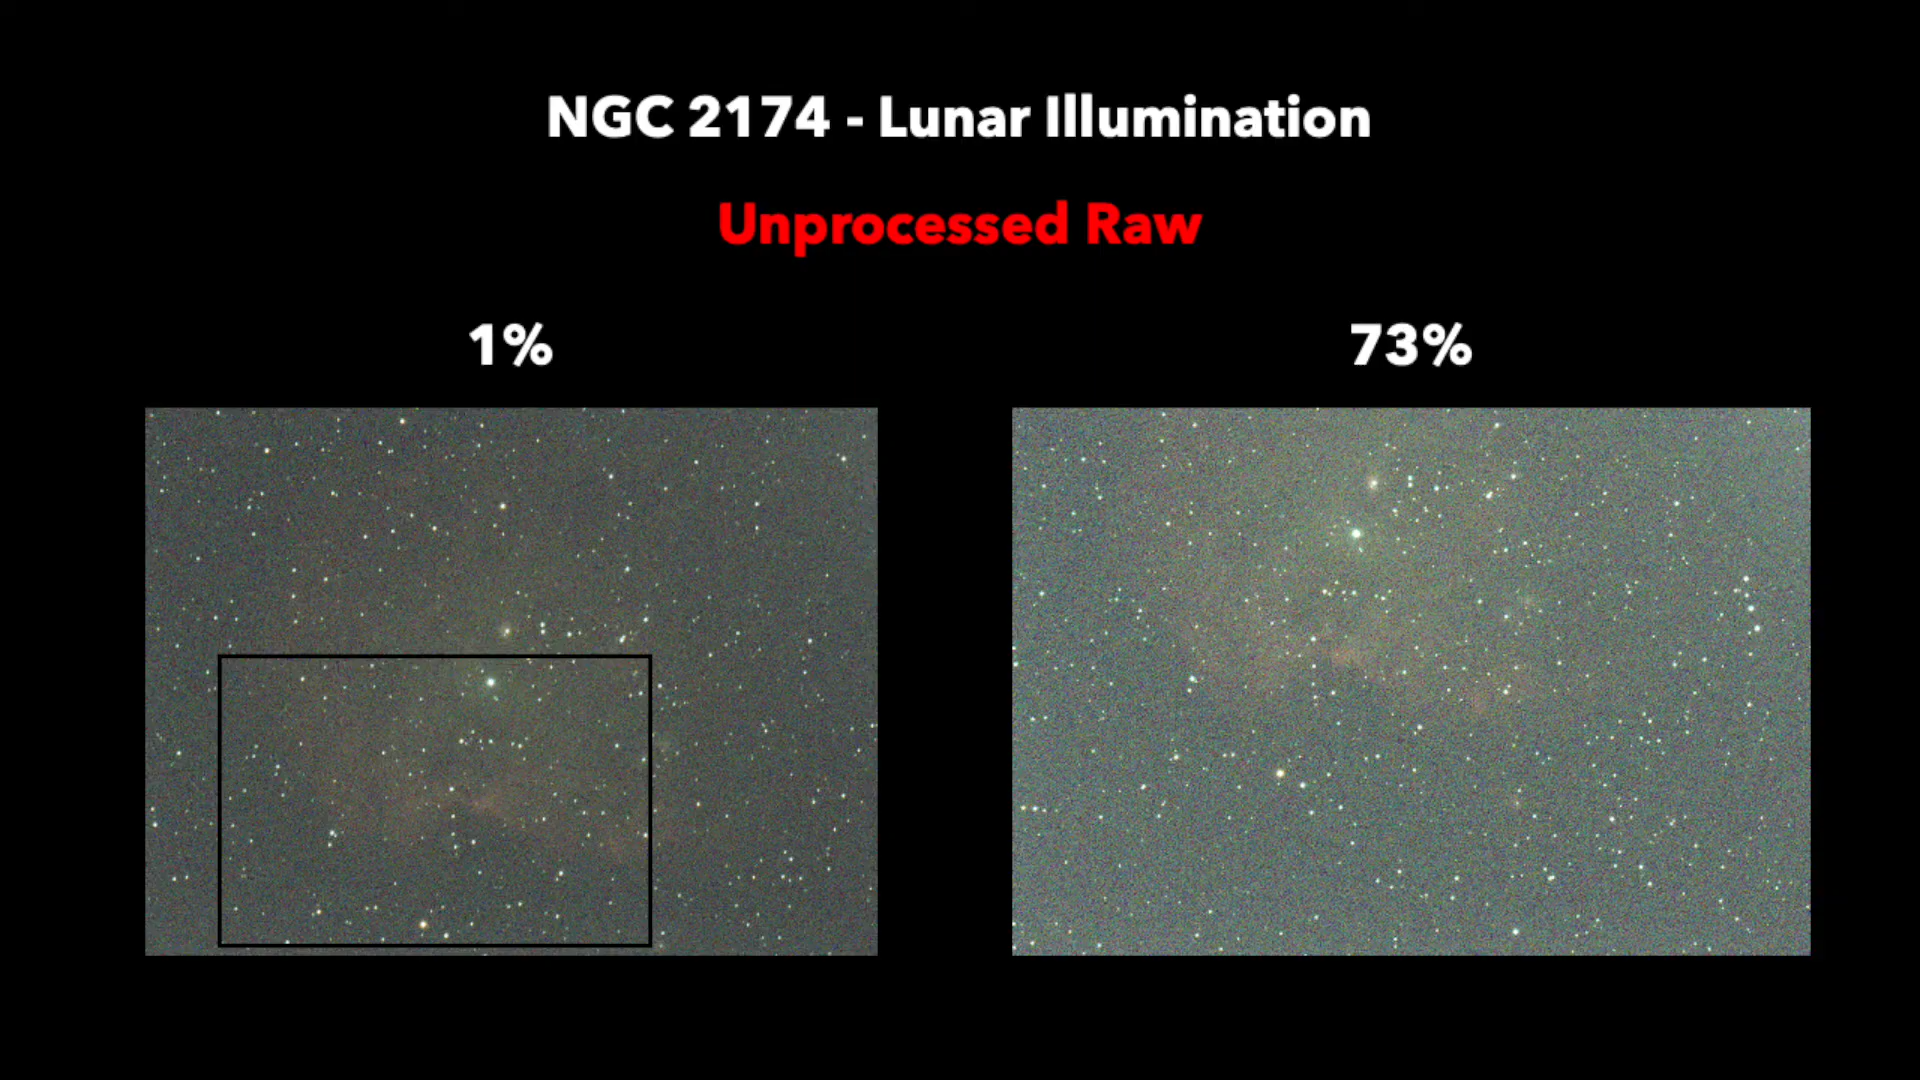 NGC 2174 - Lunar Illumination
Unprocessed Raw
1%
73%